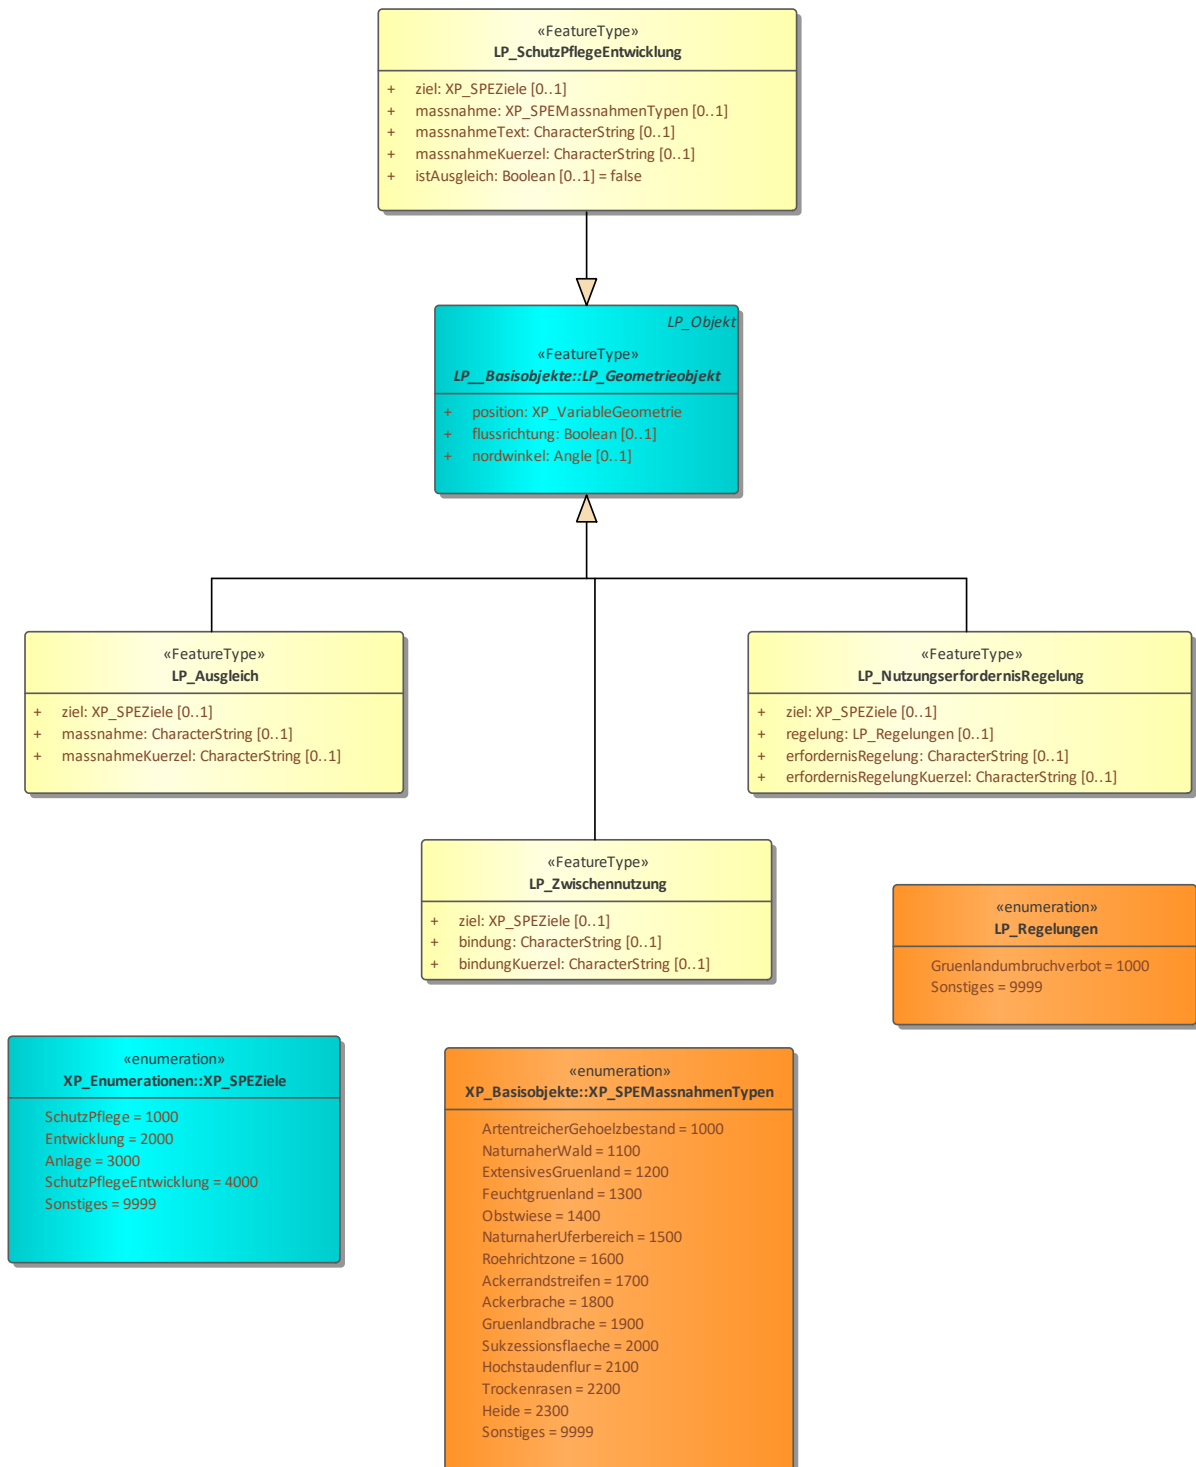 «FeatureType»
LP_SchutzPflegeEntwicklung
+ ziel: XP_SPEZiele [0..1]
+ massnahme: XP_SPEMassnahmenTypen [0..1]
+ massnahmeText: CharacterString [0..1]
+ massnahmeKuerzel: CharacterString [0..1]
+ istAusgleich: Boolean [0..1] = false
LP_Objekt
«FeatureType»
LP__Basisobjekte::LP_Geometrieobjekt
+ position: XP_VariableGeometrie
+ flussrichtung: Boolean [0..1]
+ nordwinkel: Angle [0..1]
«FeatureType»
LP_Ausgleich
+ ziel: XP_SPEZiele [0..1]
+ massnahme: CharacterString [0..1]
+ massnahmeKuerzel: CharacterString [0..1]
«FeatureType»
LP_NutzungserfordernisRegelung
+ ziel: XP_SPEZiele [0..1]
+ regelung: LP_Regelungen [0..1]
+ erfordernisRegelung: CharacterString [0..1]
+ erfordernisRegelungKuerzel: CharacterString [0..1]
«FeatureType»
LP_Zwischennutzung
+ ziel: XP_SPEZiele [0..1]
+ bindung: CharacterString [0..1]
+ bindungKuerzel: CharacterString [0..1]
«enumeration»
LP_Regelungen
Gruenlandumbruchverbot = 1000
Sonstiges = 9999
«enumeration»
XP_Enumerationen::XP_SPEZiele
SchutzPflege = 1000
Entwicklung = 2000
Anlage = 3000
SchutzPflegeEntwicklung = 4000
Sonstiges = 9999
«enumeration»
XP_Basisobjekte::XP_SPEMassnahmenTypen
ArtentreicherGehoelzbestand = 1000
NaturnaherWald = 1100
ExtensivesGruenland = 1200
Feuchtgruenland = 1300
Obstwiese = 1400
NaturnaherUferbereich = 1500
Roehrichtzone = 1600
Ackerrandstreifen = 1700
Ackerbrache = 1800
Gruenlandbrache = 1900
Sukzessionsflaeche = 2000
Hochstaudenflur = 2100
Trockenrasen = 2200
Heide = 2300
Sonstiges = 9999